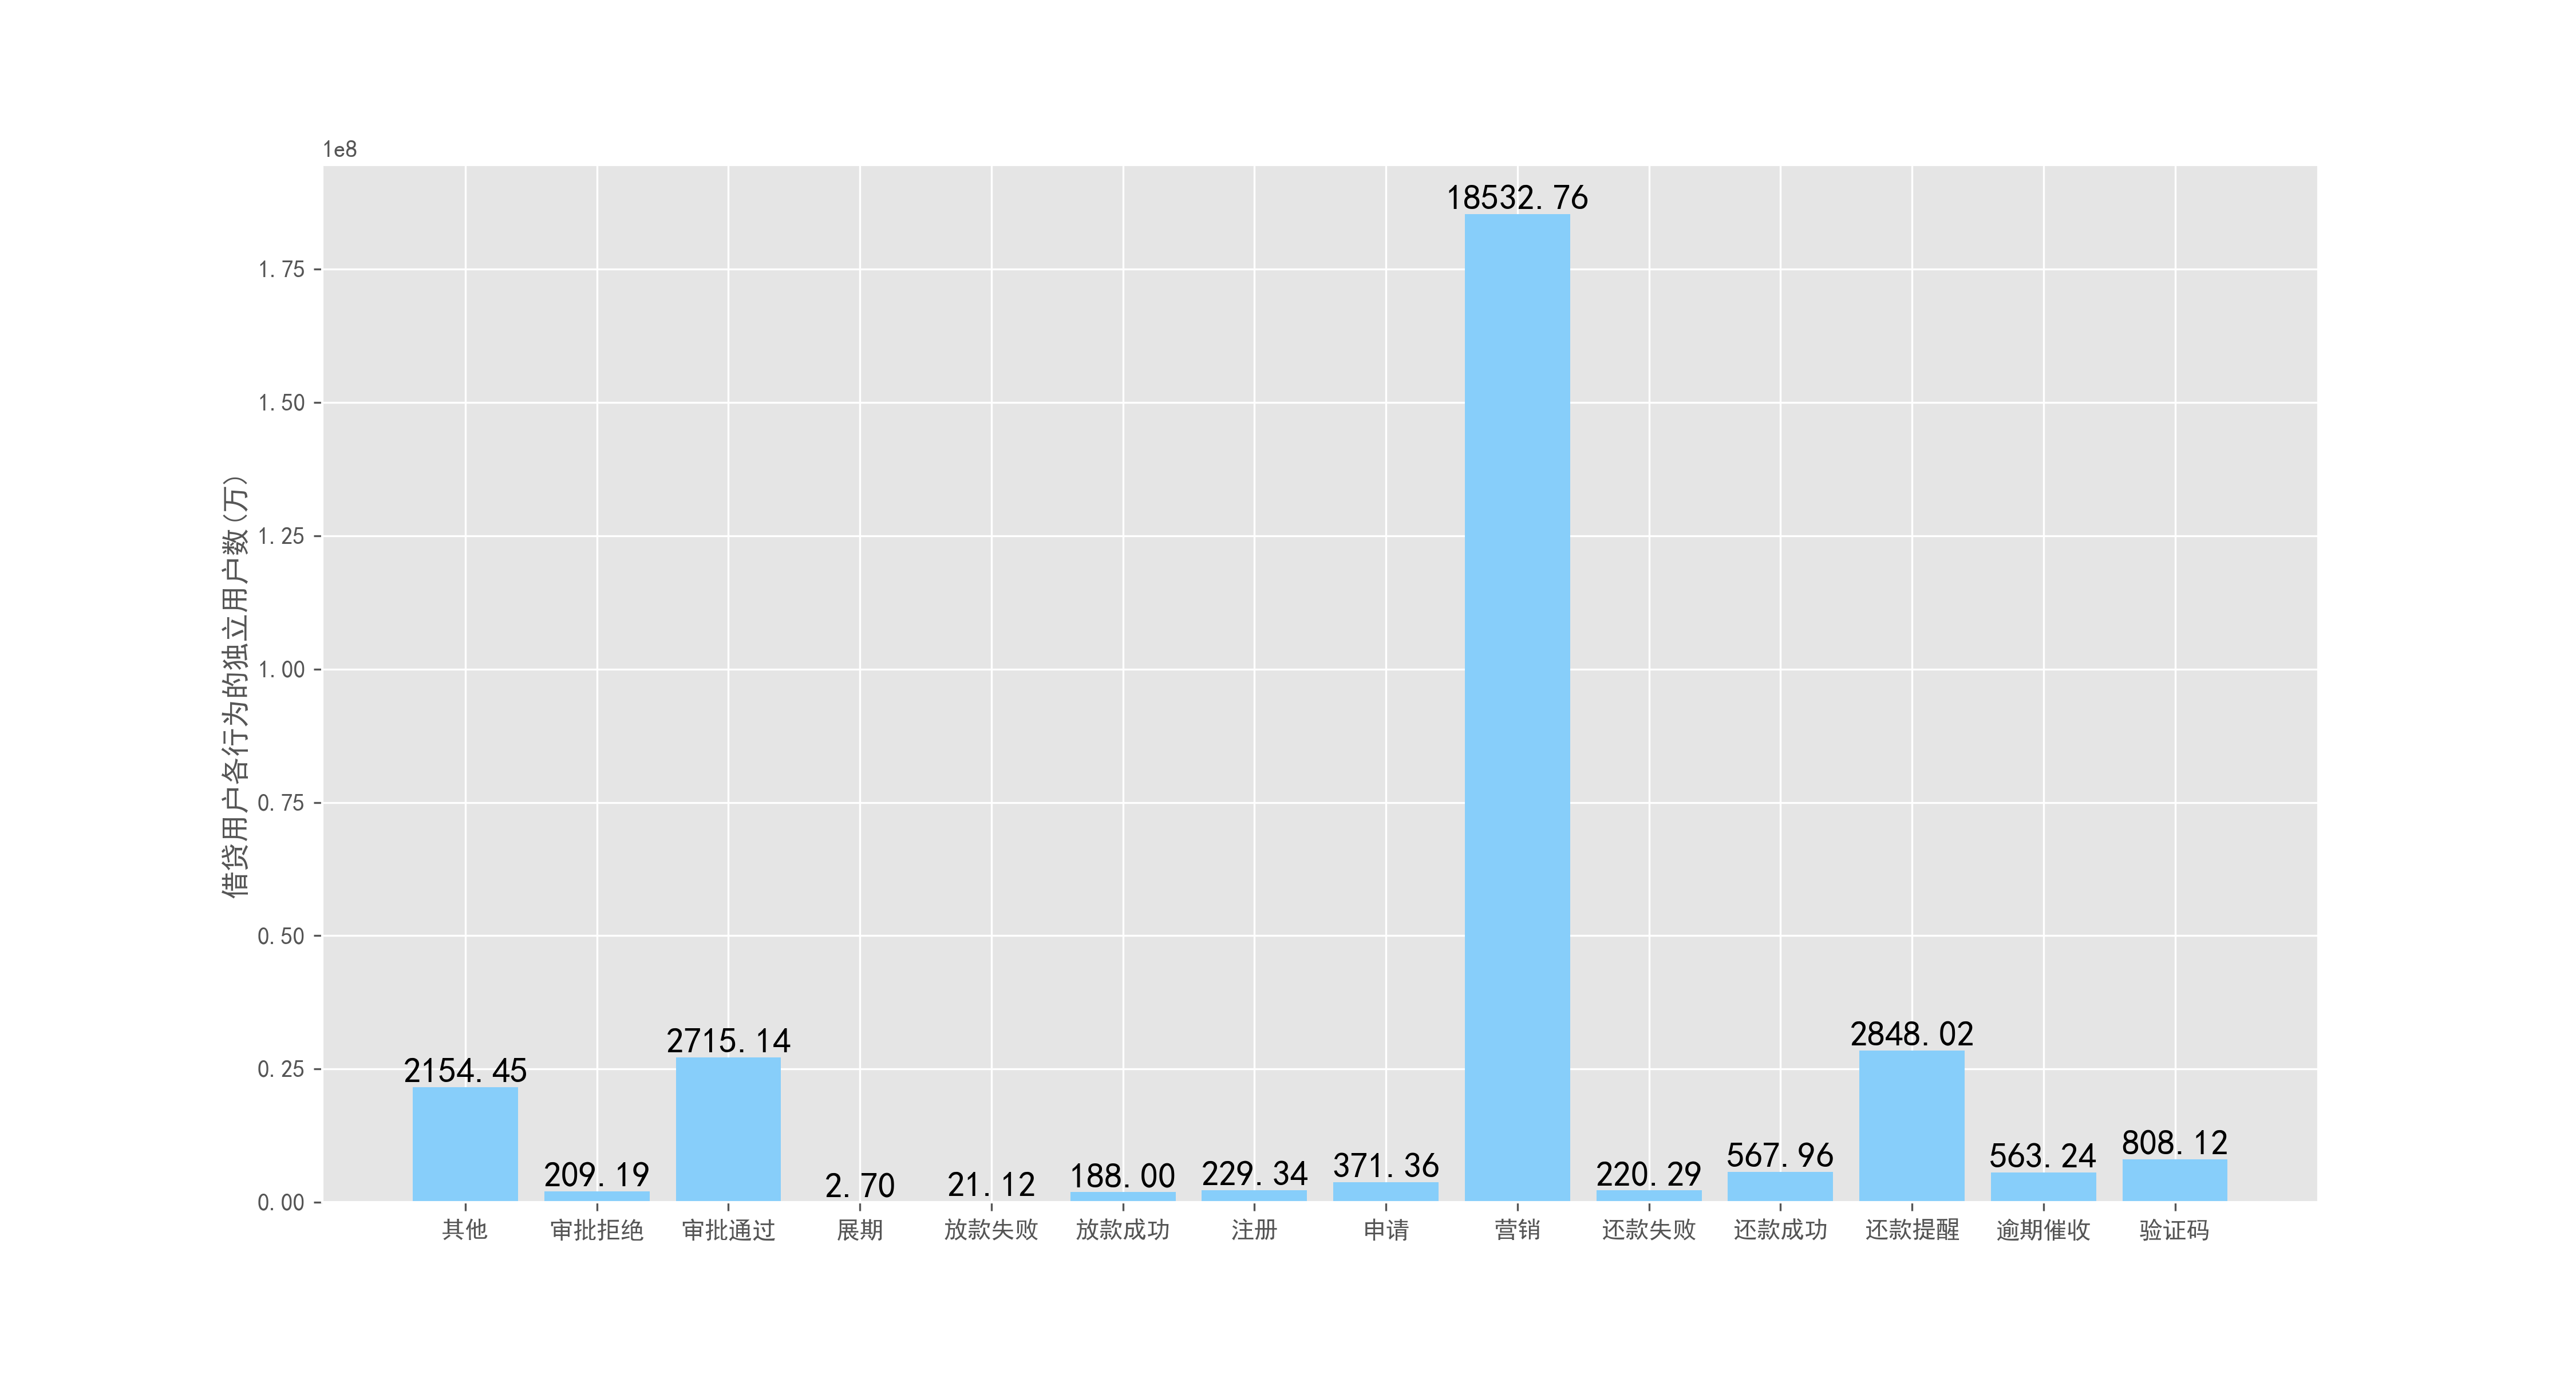 1e8
借贷用户各行为的独立用户数(万)
1.75
1.50
1.25
1.00
0.75
0.50
0.25
0.00
2154.45
209.19
2715.14
2.70
21.12
188.00
229.34
371.36
18532.76
220.29
567.96
2848.02
563.24
808.12
其他
审批拒绝
审批通过
展期
放款失败
放款成功
注册
申请
营销
还款失败
还款成功
还款提醒
逾期催收
验证码